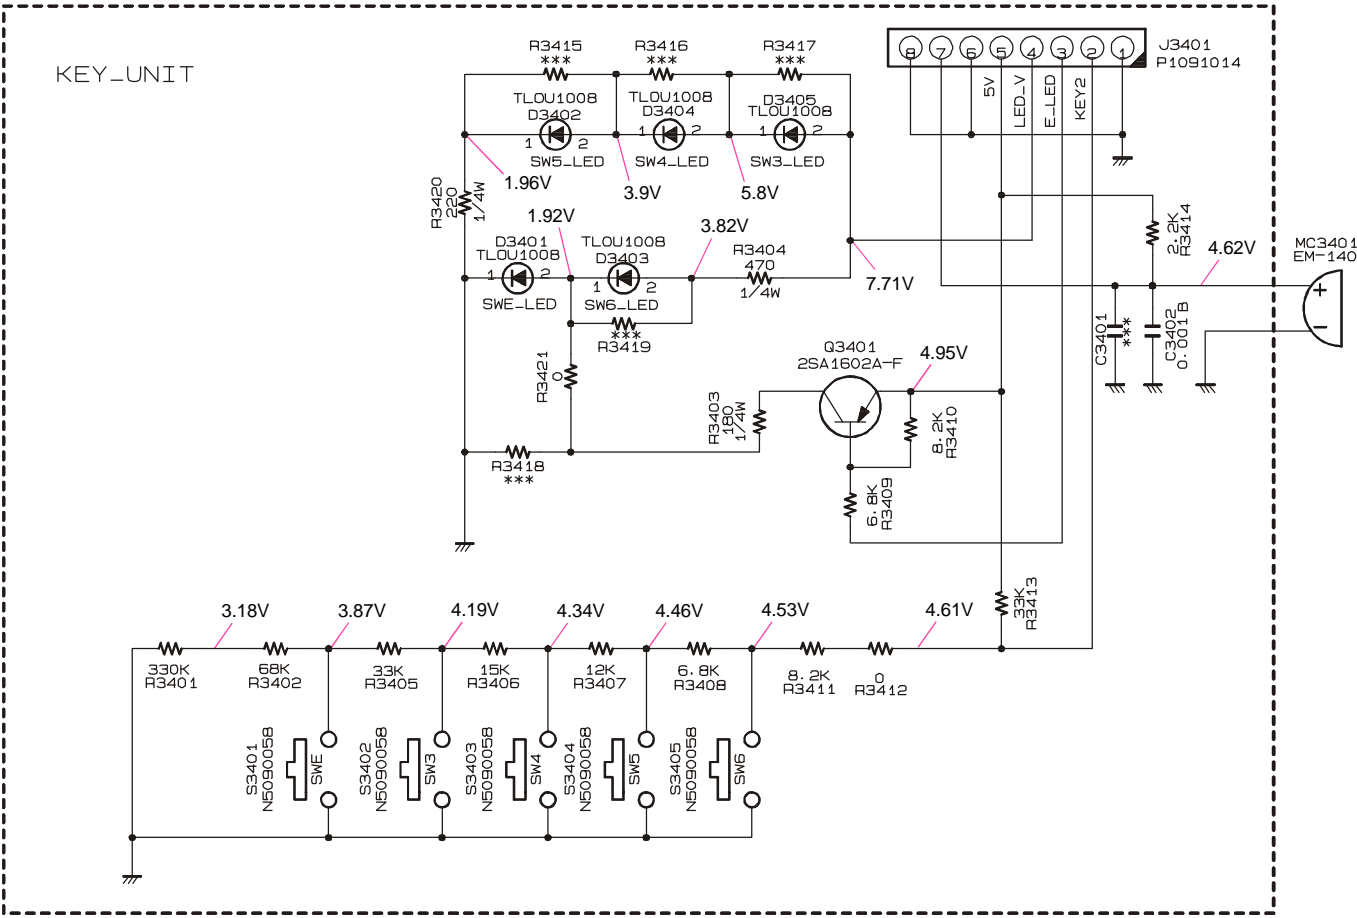 KEY_UNIT
R3415
***
R3416
***
R3417
***
8 7 6 5 4 3 2 1
J3401
P1091014
5V
LED_V
E_LED
KEY2
TLOU1008
D3402
1 2
SW5_LED
TLOU1008
D3404
1 2
SW4_LED
D3405
TLOU1008
1 2
SW3_LED
1.96V
3.9V
5.8V
R3420
220
1/4W
1.92V
3.82V
D3401
TLOU1008
1 2
SWE_LED
TLOU1008
D3403
1 2
SW6_LED
R3404
470
1/4W
7.71V
***
R3419
2.2K
R3414
4.62V
MC3401
EM-140
+
−
C3401
***
C3402
0.001 B
R3421
0
Q3401
2SA1602A-F
4.95V
R3403
180
1/4W
8.2K
R3410
R3418
***
6.8K
R3409
33K
R3413
3.18V
3.87V
4.19V
4.34V
4.46V
4.53V
4.61V
330K
R3401
68K
R3402
33K
R3405
15K
R3406
12K
R3407
6.8K
R3408
8.2K
R3411
0
R3412
S3401
N5090058
SWE
S3402
N5090058
SW3
S3403
N5090058
SW4
S3404
N5090058
SW5
S3405
N5090058
SW6